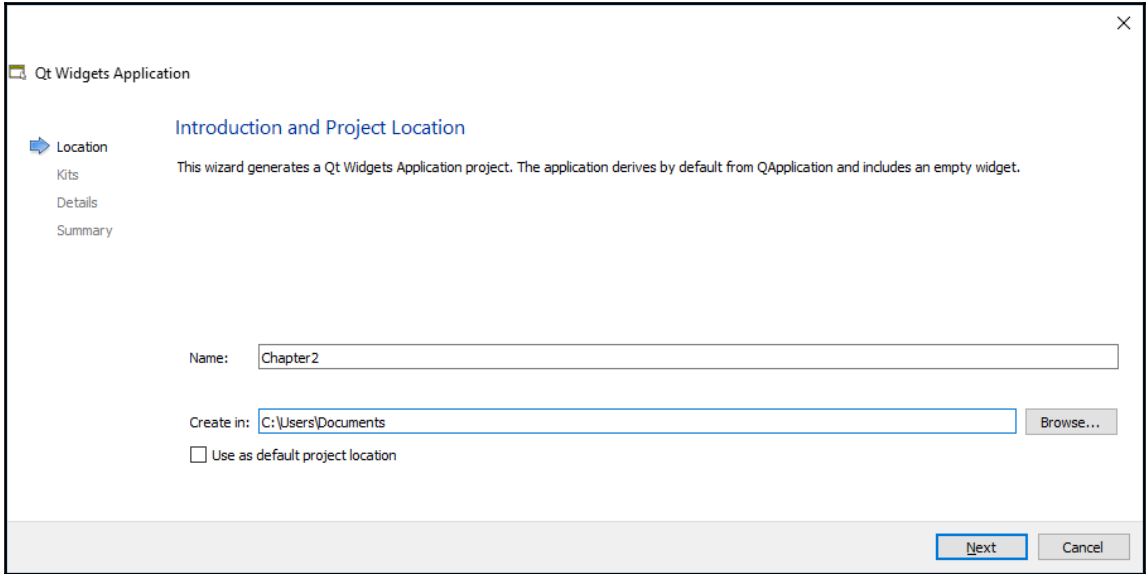 Qt Widgets Application
Location
Kits
Details
Summary
Introduction and Project Location
This wizard generates a Qt Widgets Application project. The application derives by default from QApplication and includes an empty widget.
Name: Chapter2
Create in: C:\Users\Documents Browse...
Use as default project location
Next Cancel